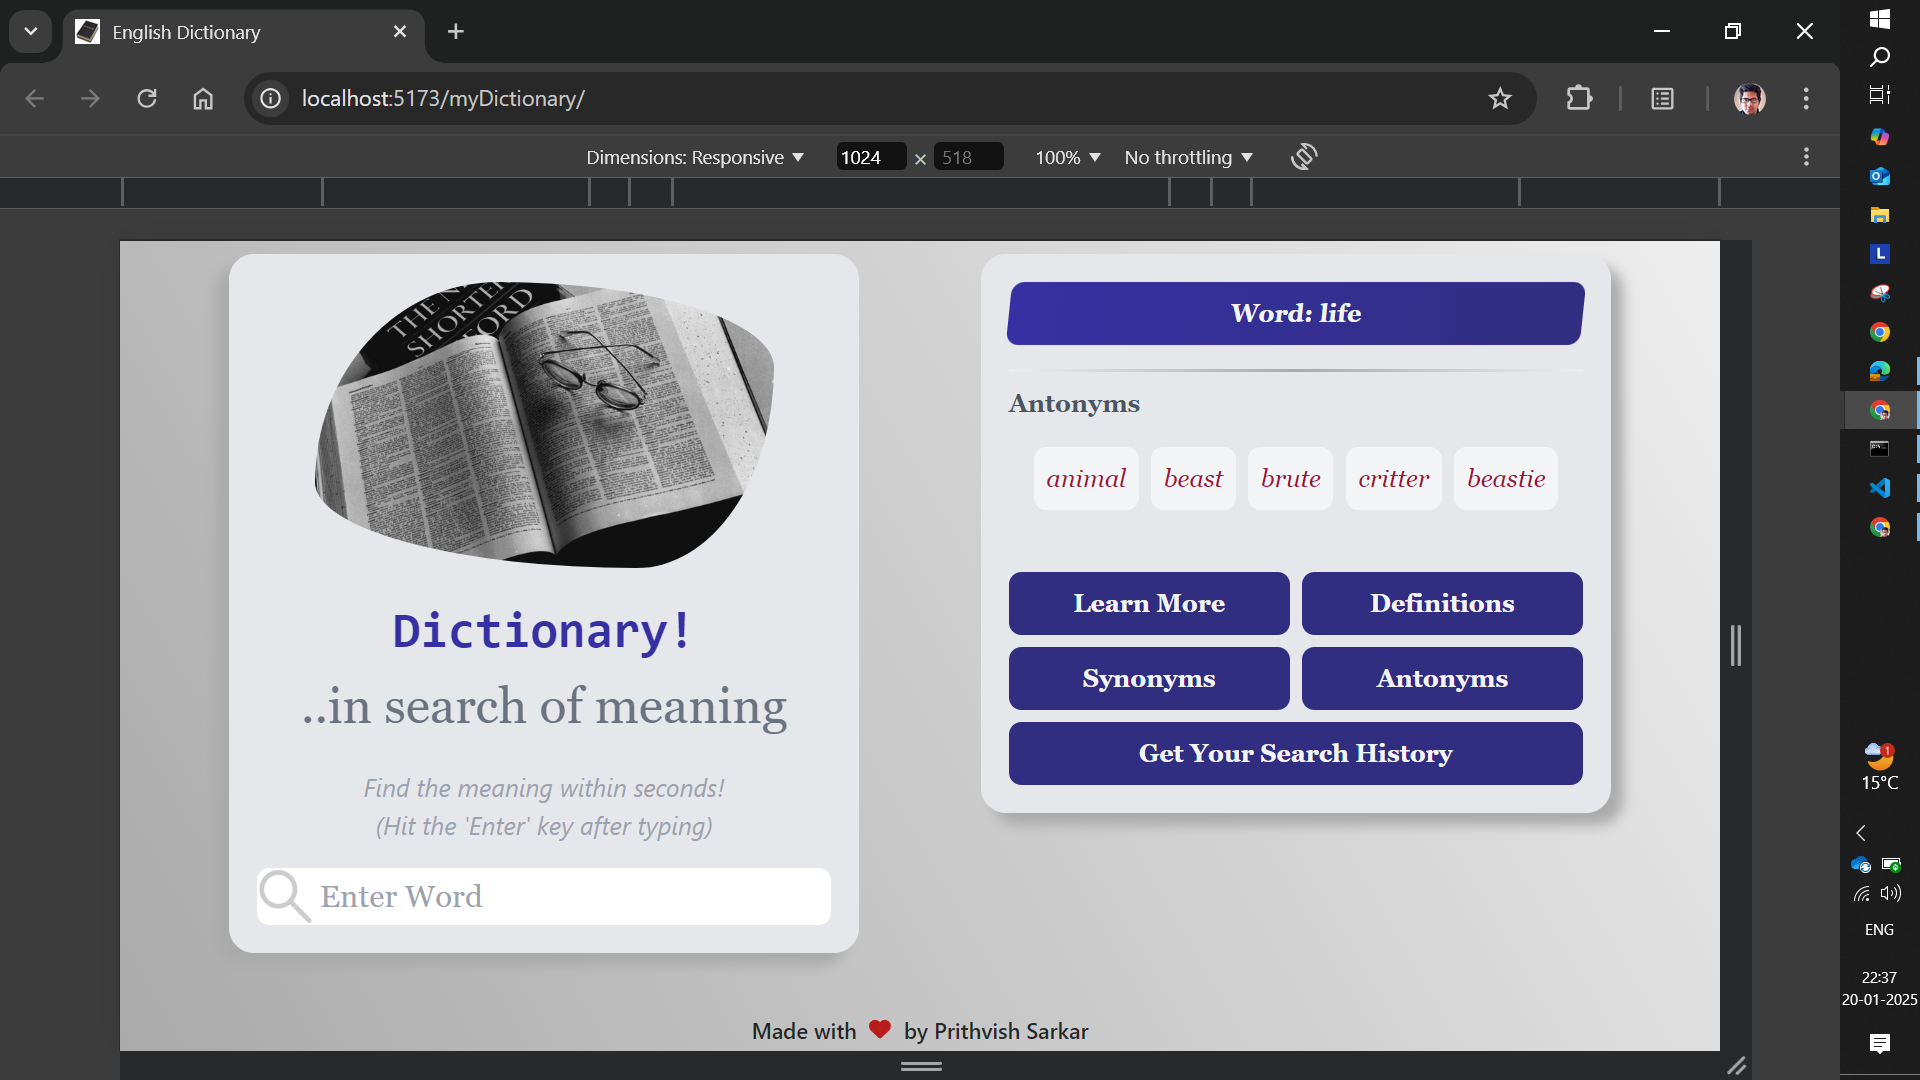 English Dictionary
localhost:5173/myDictionary/
Dimensions: Responsive
1024 × 518
100%
No throttling
THE N
SHORTE
FORD
Dictionary!
..in search of meaning
Find the meaning within seconds!
(Hit the 'Enter' key after typing)
Enter Word
Word: life
Antonyms
animal beast brute critter beastie
Learn More Definitions
Synonyms Antonyms
Get Your Search History
Made with ❤ by Prithvish Sarkar
L
1
15°C
ENG
22:37
20-01-2025